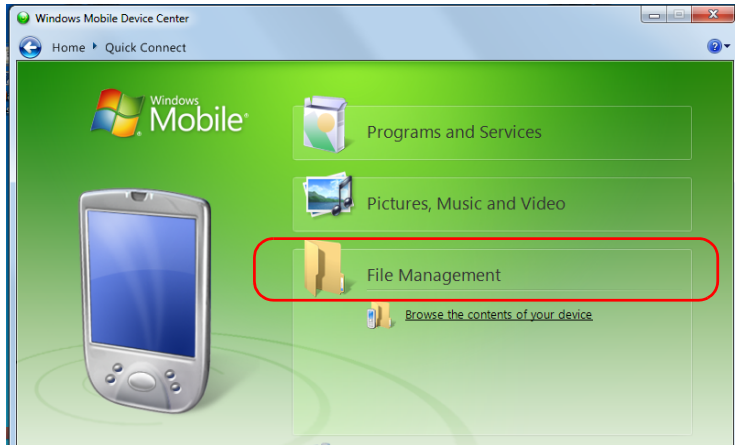 Windows Mobile Device Center
Home Quick Connect
Windows
Mobile®
Programs and Services
Pictures, Music and Video
File Management
Browse the contents of your device